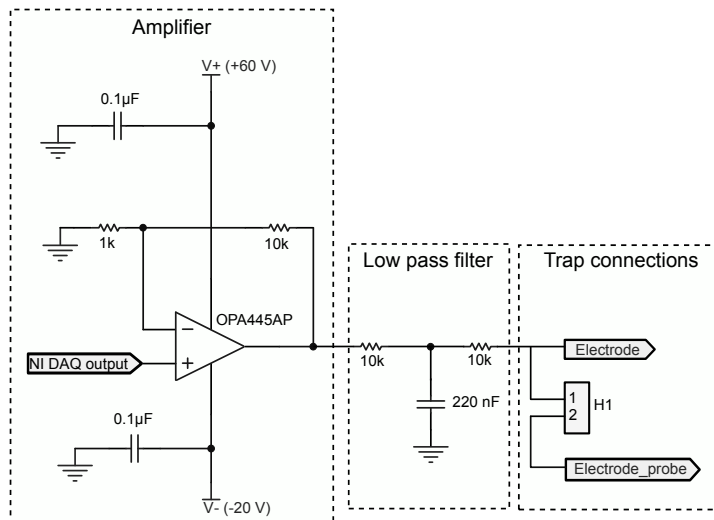 Amplifier
V+ (+60 V)
0.1µF
1k
10k
OPA445AP
NI DAQ output
0.1µF
V- (-20 V)
Low pass filter
10k
10k
220 nF
Trap connections
Electrode
1
2
H1
Electrode_probe